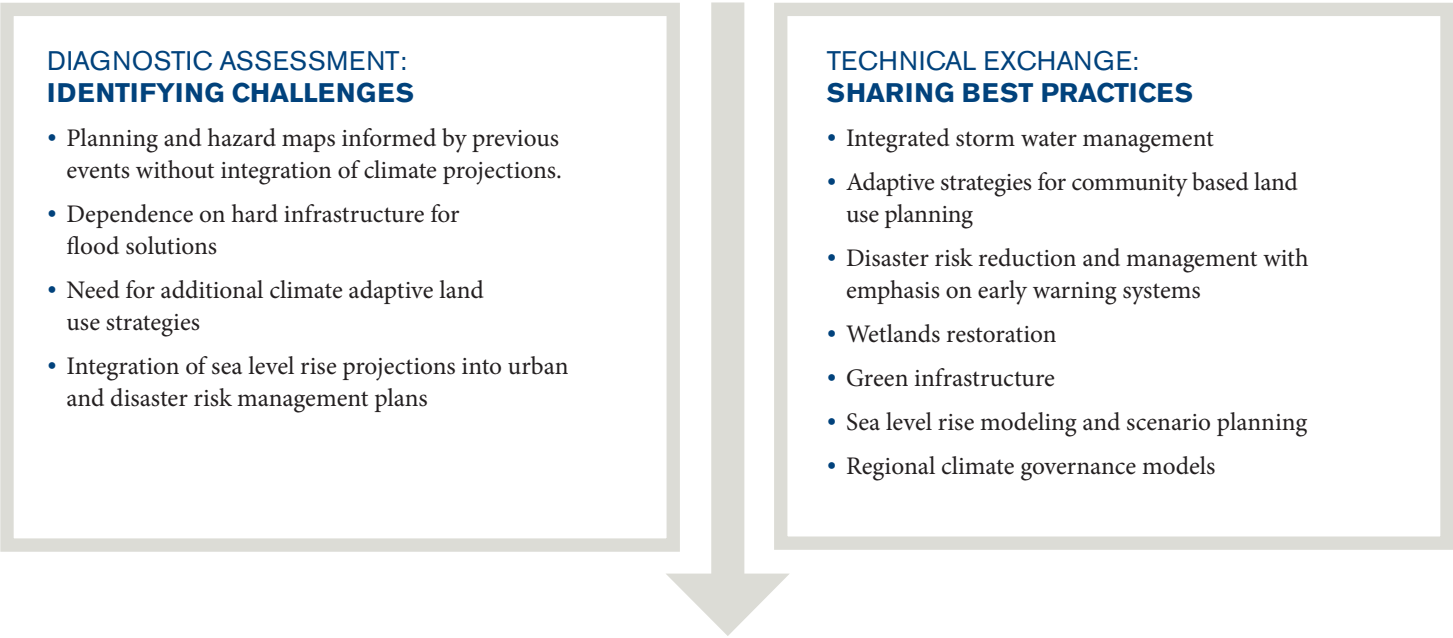 DIAGNOSTIC ASSESSMENT:
IDENTIFYING CHALLENGES
• Planning and hazard maps informed by previous
events without integration of climate projections.
• Dependence on hard infrastructure for
flood solutions
• Need for additional climate adaptive land
use strategies
• Integration of sea level rise projections into urban
and disaster risk management plans
TECHNICAL EXCHANGE:
SHARING BEST PRACTICES
• Integrated storm water management
• Adaptive strategies for community based land
use planning
• Disaster risk reduction and management with
emphasis on early warning systems
• Wetlands restoration
• Green infrastructure
• Sea level rise modeling and scenario planning
• Regional climate governance models